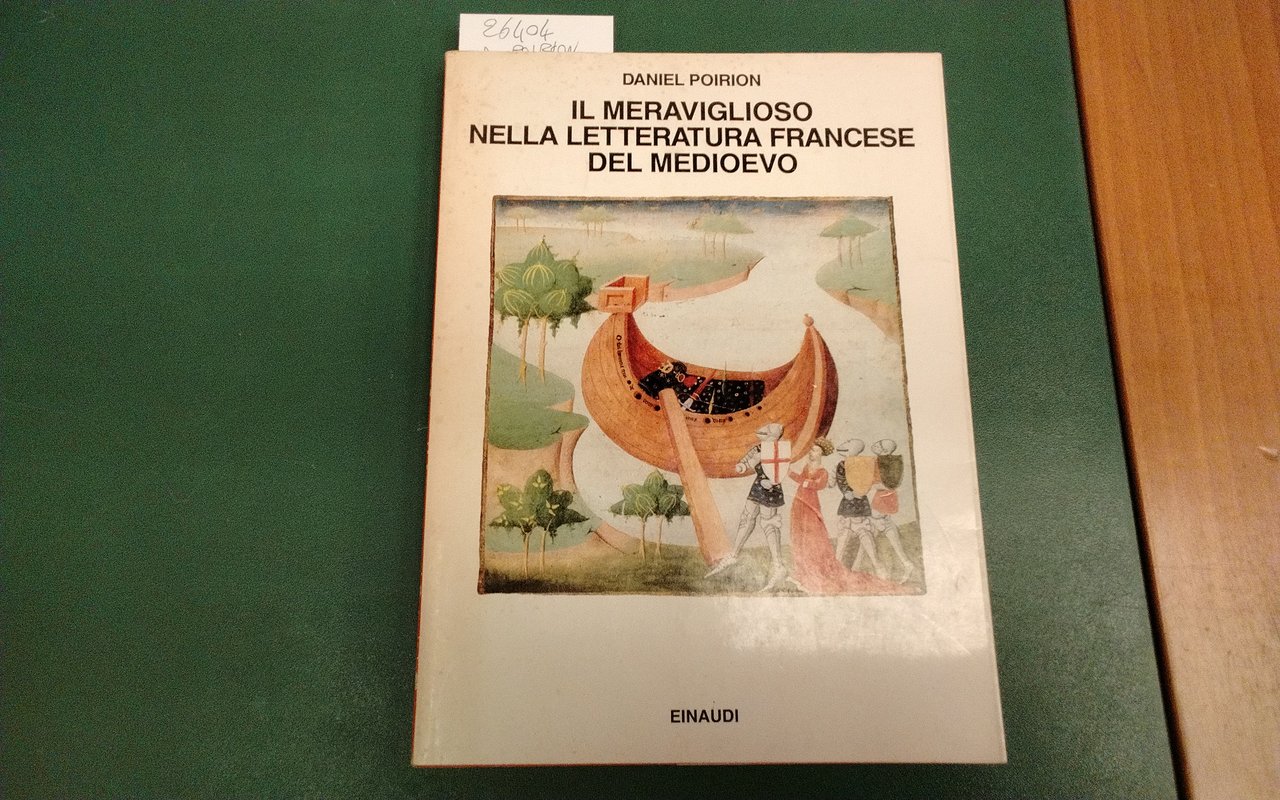 26404
DANIEL POIRION
IL MERAVIGLIOSO
NELLA LETTERATURA FRANCESE
DEL MEDIOEVO
EINAUDI